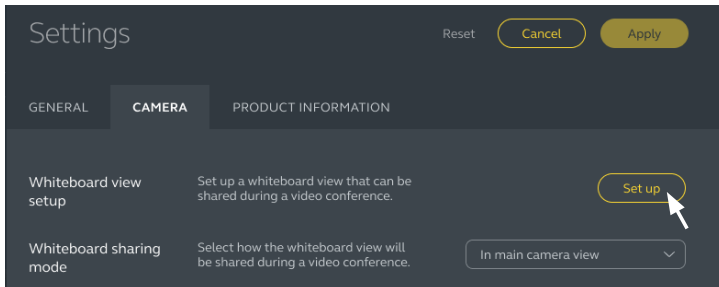 Settings
Reset
Cancel
Apply
GENERAL
CAMERA
PRODUCT INFORMATION
Whiteboard view
setup
Set up a whiteboard view that can be
shared during a video conference.
Set up
Whiteboard sharing
mode
Select how the whiteboard view will
be shared during a video conference.
In main camera view